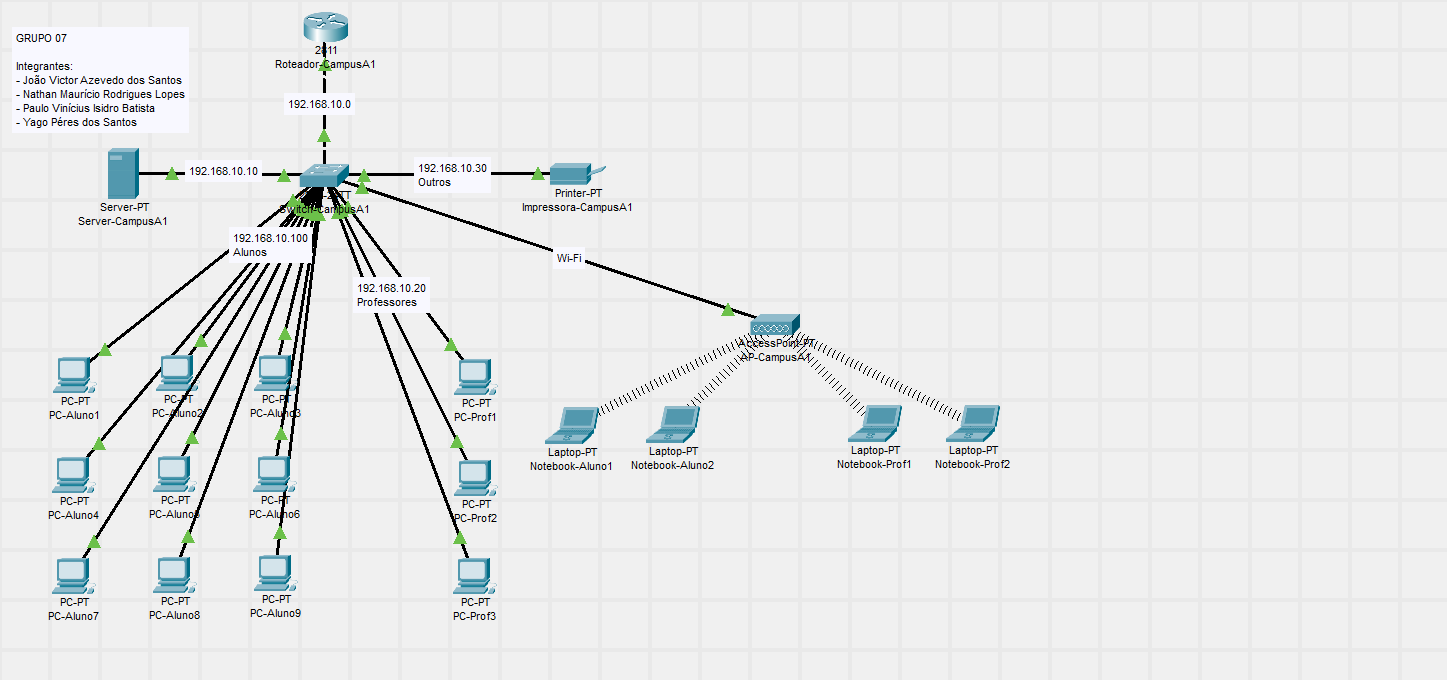 GRUPO 07
Integrantes:
- João Victor Azevedo dos Santos
- Nathan Maurício Rodrigues Lopes
- Paulo Vinícius Isidro Batista
- Yago Péres dos Santos
2811
Roteador-CampusA1
192.168.10.0
192.168.10.10
Server-PT
Server-CampusA1
Switch-CampusA1
192.168.10.30
Outros
Printer-PT
Impressora-CampusA1
192.168.10.100
Alunos
192.168.10.20
Professores
Wi-Fi
AccessPoint-PT
AP-CampusA1
PC-PT
PC-Aluno1
PC-PT
PC-Aluno2
PC-PT
PC-Aluno3
PC-PT
PC-Prof1
Laptop-PT
Notebook-Aluno1
Laptop-PT
Notebook-Aluno2
Laptop-PT
Notebook-Prof1
Laptop-PT
Notebook-Prof2
PC-PT
PC-Aluno4
PC-PT
PC-Aluno5
PC-PT
PC-Aluno6
PC-PT
PC-Prof2
PC-PT
PC-Aluno7
PC-PT
PC-Aluno8
PC-PT
PC-Aluno9
PC-PT
PC-Prof3